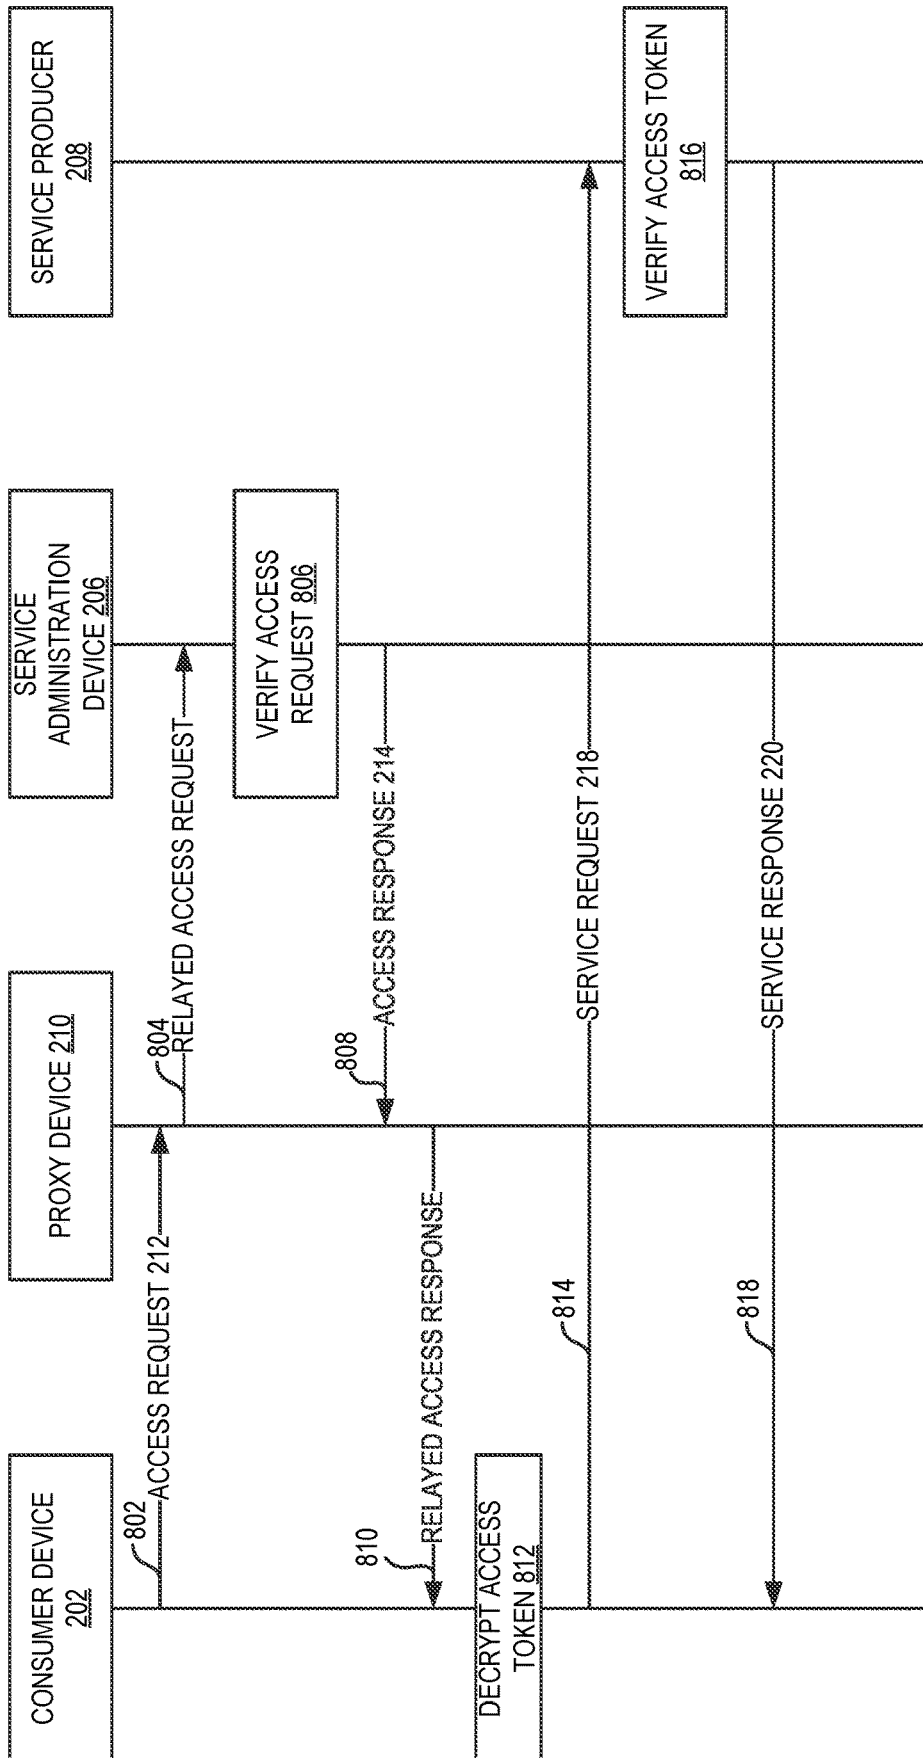 CONSUMER DEVICE
202
PROXY DEVICE 210
SERVICE
ADMINISTRATION
DEVICE 206
SERVICE PRODUCER
208
802
ACCESS REQUEST 212
804
RELAYED ACCESS REQUEST
VERIFY ACCESS
REQUEST 806
808
ACCESS RESPONSE 214
810
RELAYED ACCESS RESPONSE
DECRYPT ACCESS
TOKEN 812
814
SERVICE REQUEST 218
VERIFY ACCESS TOKEN
816
818
SERVICE RESPONSE 220